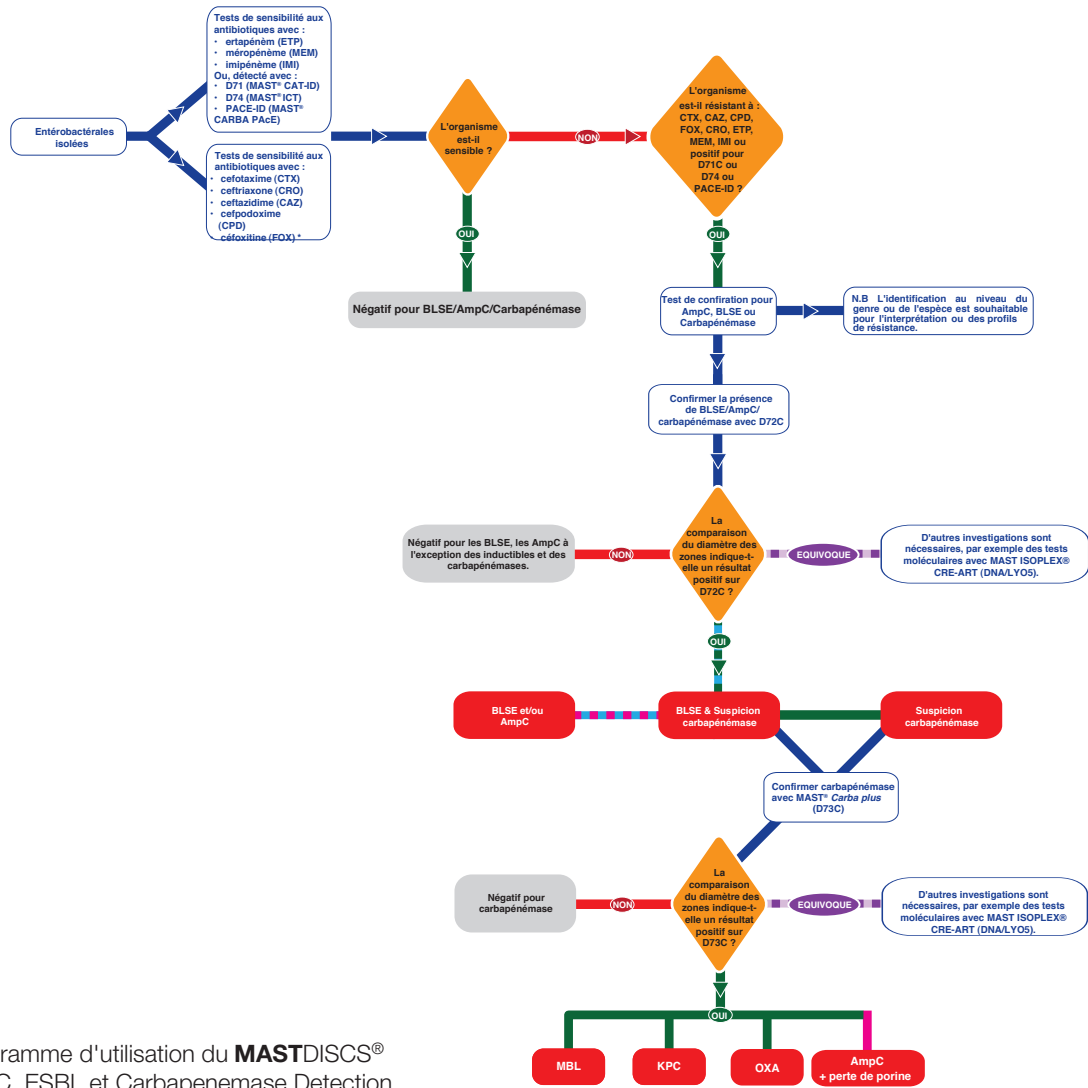 Tests de sensibilité aux
antibiotiques avec :
• ertapénèm (ETP)
• méropénème (MEM)
• imipénème (IMI)
Ou, détecté avec :
• D71 (MAST® CAT-ID)
• D74 (MAST® ICT)
• PACE-ID (MAST®
CARBA PAcE)
Entérobactérales
isolées
Tests de sensibilité aux
antibiotiques avec :
• cefotaxime (CTX)
• ceftriaxone (CRO)
• ceftazidime (CAZ)
• cefpodoxime
(CPD)
• céfoxitine (FOX) *
L'organisme
est-il
sensible ?
NON
L'organisme
est-il résistant à :
CTX, CAZ, CPD,
FOX, CRO, ETP,
MEM, IMI ou
positif pour
D71C ou
D74 ou
PACE-ID ?
OUI
OUI
Négatif pour BLSE/AmpC/Carbapénémase
Test de confiration pour
AmpC, BLSE ou
Carbapénémase
N.B L'identification au niveau du
genre ou de l'espèce est souhaitable
pour l'interprétation ou des profils
de résistance.
Confirmer la présence
de BLSE/AmpC/
carbapénémase avec D72C
La
comparaison
du diamètre des
zones indique-t-
elle un résultat
positif sur
D72C ?
NON
Négatif pour les BLSE, les AmpC à
l'exception des inductibles et des
carbapénémases.
EQUIVOQUE
D'autres investigations sont
nécessaires, par exemple des tests
moléculaires avec MAST ISOPLEX®
CRE-ART (DNA/LYO5).
OUI
BLSE et/ou
AmpC
BLSE & Suspicion
carbapénémase
Suspicion
carbapénémase
Confirmer carbapénémase
avec MAST® Carba plus
(D73C)
La
comparaison
du diamètre des
zones indique-t-
elle un résultat
positif sur
D73C ?
NON
Négatif pour
carbapénémase
EQUIVOQUE
D'autres investigations sont
nécessaires, par exemple des tests
moléculaires avec MAST ISOPLEX®
CRE-ART (DNA/LYO5).
OUI
MBL
KPC
OXA
AmpC
+ perte de porine
ramme d'utilisation du MASTDISCS®
C, ESBL et Carbapenemase Detection